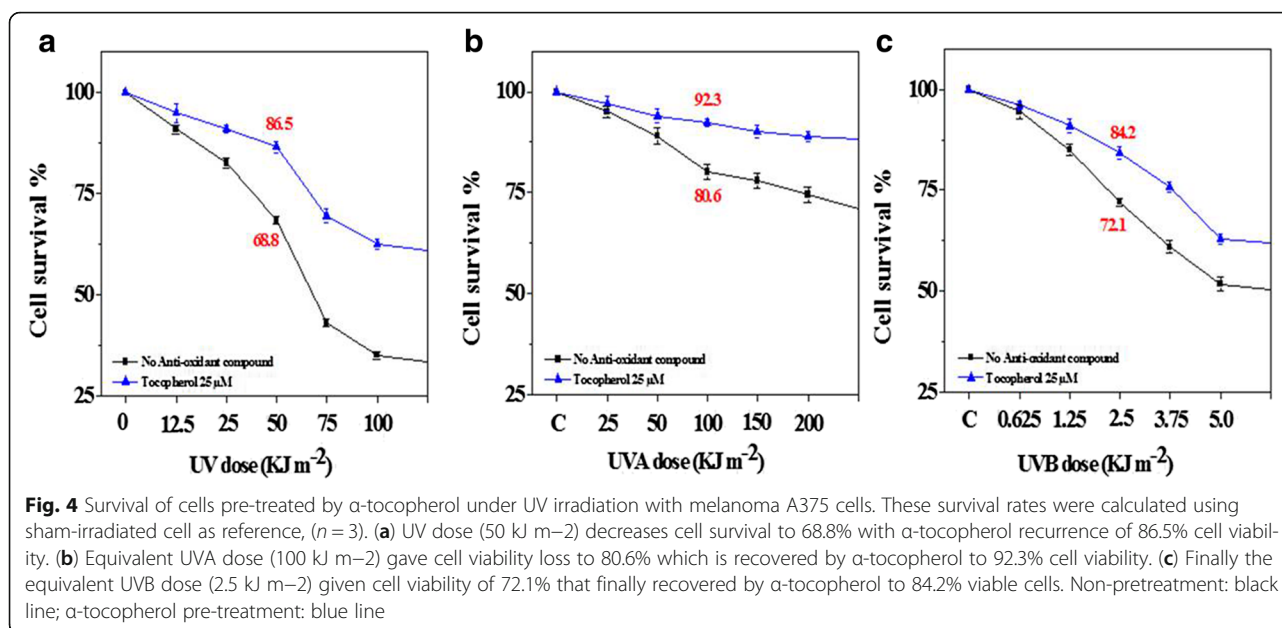 a
b
c
100
75
50
25
Cell survival %
86.5
68.8
No Anti-oxidant compound
Tocopherol 25 µM
0 12.5 25 50 75 100
UV dose (KJ m−2)
100
75
50
25
Cell survival %
92.3
80.6
No Anti-oxidant compound
Tocopherol 25 µM
C 25 50 100 150 200
UVA dose (KJ m−2)
100
75
50
25
Cell survival %
84.2
72.1
No Anti-oxidant compound
Tocopherol 25 µM
C 0.625 1.25 2.5 3.75 5.0
UVB dose (KJ m−2)
Fig. 4 Survival of cells pre-treated by α-tocopherol under UV irradiation with melanoma A375 cells. These survival rates were calculated using
sham-irradiated cell as reference, (n = 3). (a) UV dose (50 kJ m−2) decreases cell survival to 68.8% with α-tocopherol recurrence of 86.5% cell viabil-
ity. (b) Equivalent UVA dose (100 kJ m−2) gave cell viability loss to 80.6% which is recovered by α-tocopherol to 92.3% cell viability. (c) Finally the
equivalent UVB dose (2.5 kJ m−2) given cell viability of 72.1% that finally recovered by α-tocopherol to 84.2% viable cells. Non-pretreatment: black
line; α-tocopherol pre-treatment: blue line